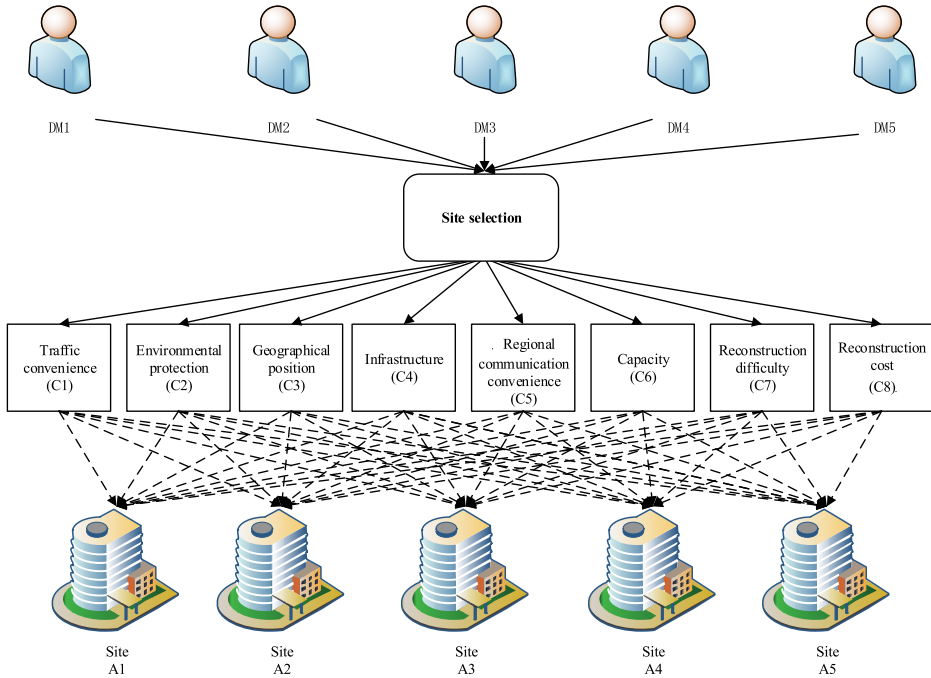 DM1
DM2
DM3
DM4
DM5
Site selection
Traffic
convenience
(C1)
Environmental
protection
(C2)
Geographical
position
(C3)
Infrastructure
(C4)
. Regional
communication
convenience
(C5)
Capacity
(C6)
Reconstruction
difficulty
(C7)
Reconstruction
cost
(C8).
Site
A1
Site
A2
Site
A3
Site
A4
Site
A5